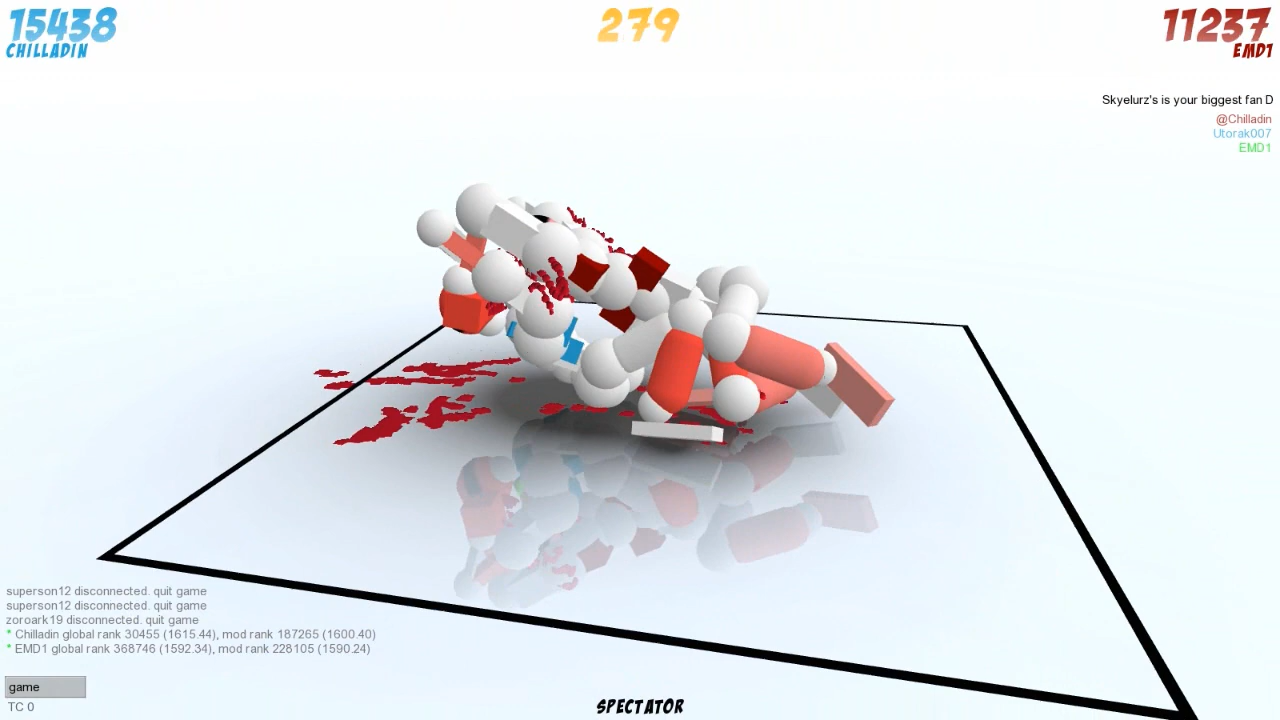 15438
CHILLADIN
279
11237
EMD1
Skyelurz's is your biggest fan D
@Chilladin
Utorak007
EMD1
superson12 disconnected. quit game
superson12 disconnected. quit game
zoroark19 disconnected. quit game
* Chilladin global rank 30455 (1615.44), mod rank 187265 (1600.40)
* EMD1 global rank 368746 (1592.34), mod rank 228105 (1590.24)
game
TC 0
SPECTATOR